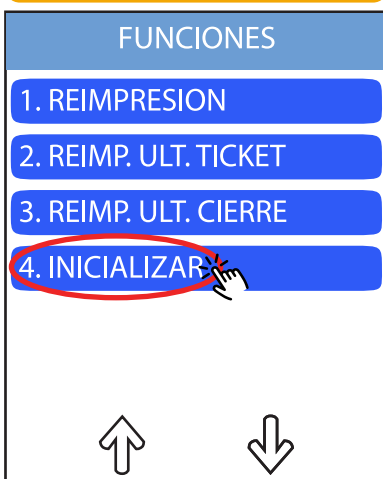 FUNCIONES
1. REIMPRESION
2. REIMP. ULT. TICKET
3. REIMP. ULT. CIERRE
4. INICIALIZAR